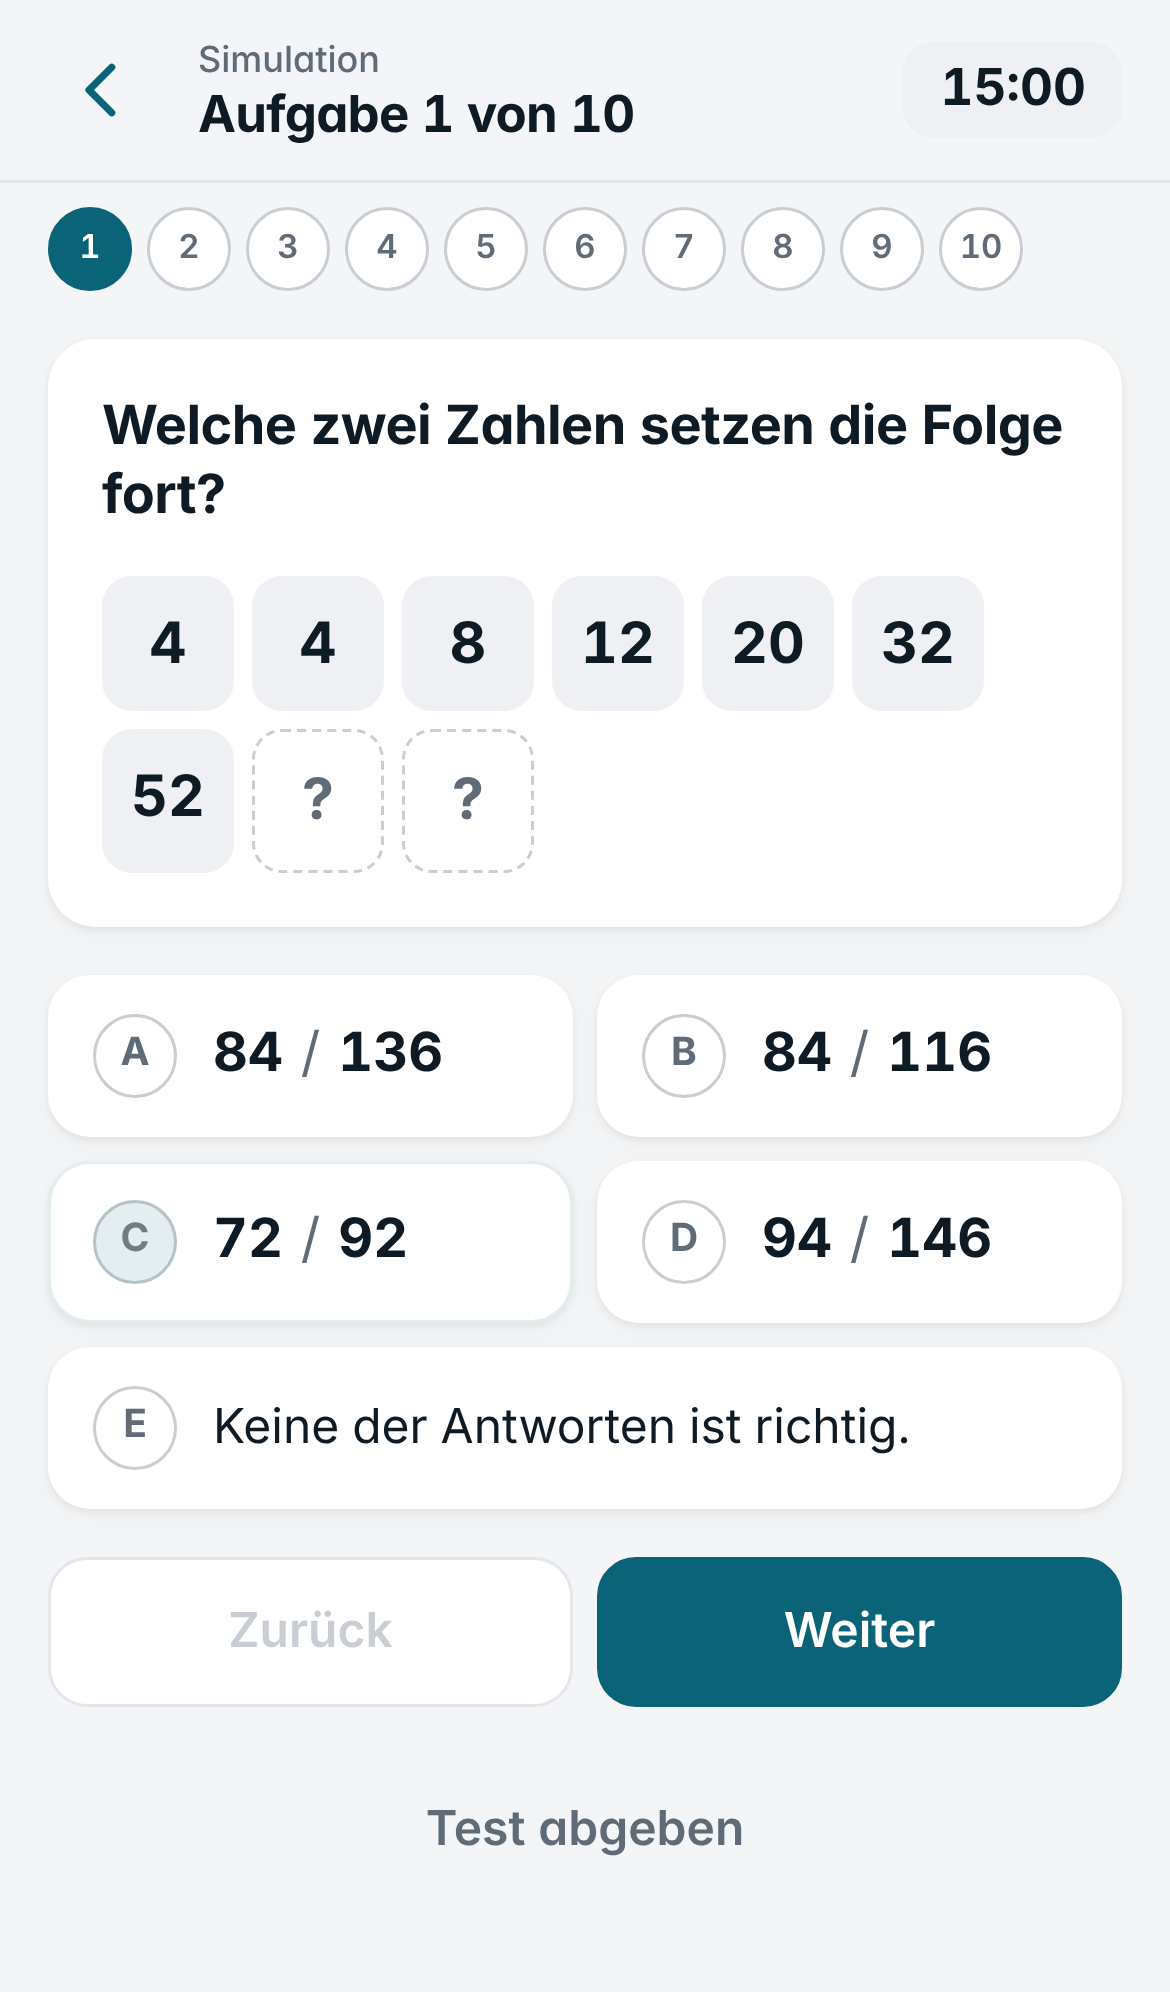 Simulation
Aufgabe 1 von 10
15:00
1 2 3 4 5 6 7 8 9 10
Welche zwei Zahlen setzen die Folge
fort?
4 4 8 12 20 32
52 ? ?
A 84 / 136
B 84 / 116
C 72 / 92
D 94 / 146
E Keine der Antworten ist richtig.
Zurück
Weiter
Test abgeben